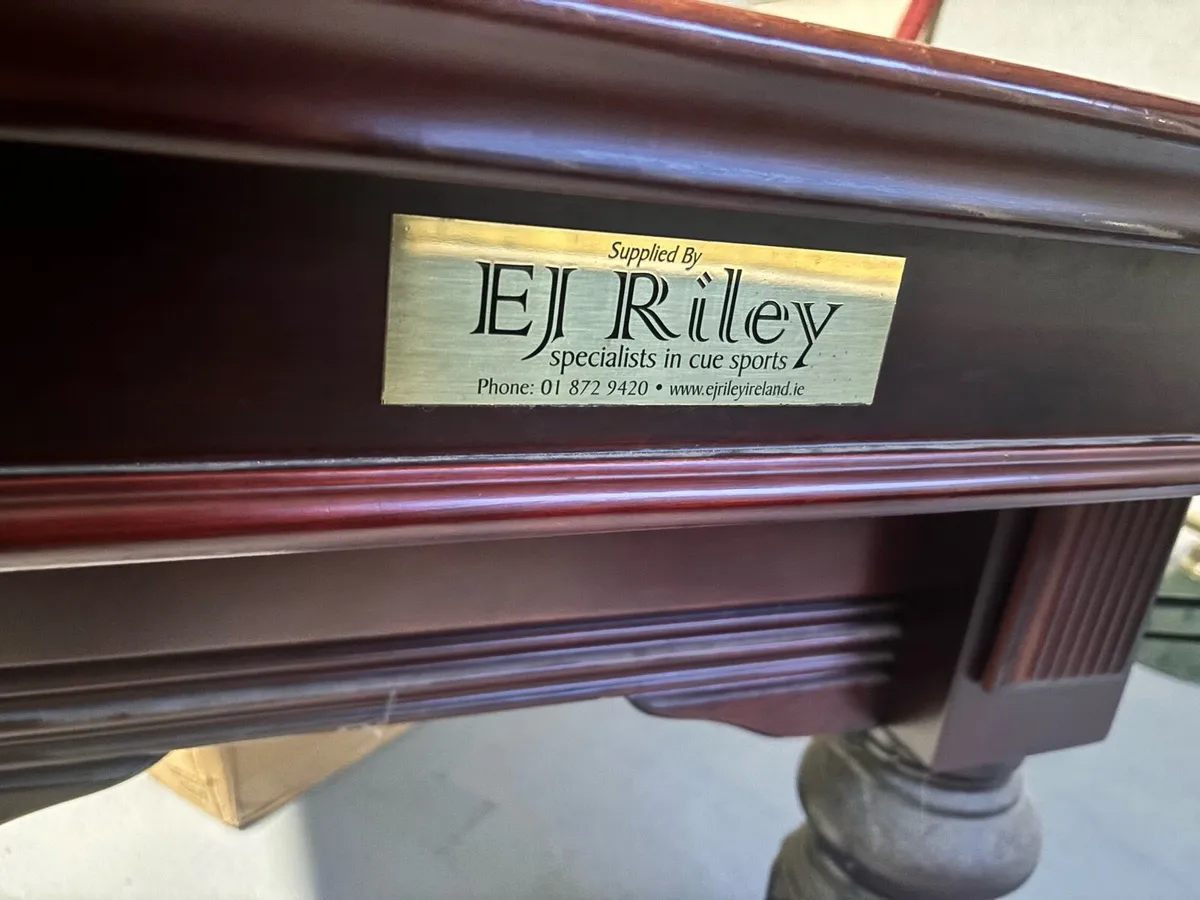 Supplied By
EJ Riley
specialists in cue sports
Phone: 01 872 9420 • www.ejrileyireland.ie